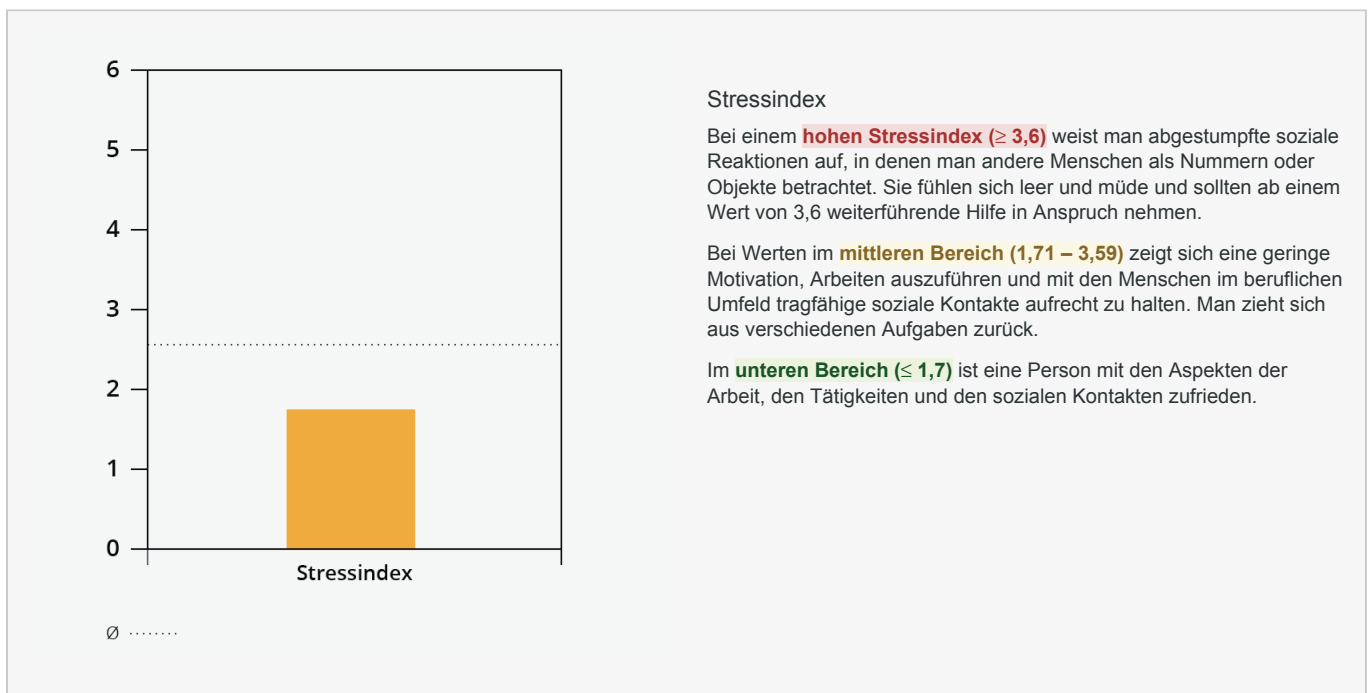 6
5
4
3
2
1
0
Stressindex
Ø ········
Stressindex
Bei einem hohen Stressindex (≥ 3,6) weist man abgestumpfte soziale
Reaktionen auf, in denen man andere Menschen als Nummern oder
Objekte betrachtet. Sie fühlen sich leer und müde und sollten ab einem
Wert von 3,6 weiterführende Hilfe in Anspruch nehmen.
Bei Werten im mittleren Bereich (1,71 – 3,59) zeigt sich eine geringe
Motivation, Arbeiten auszuführen und mit den Menschen im beruflichen
Umfeld tragfähige soziale Kontakte aufrecht zu halten. Man zieht sich
aus verschiedenen Aufgaben zurück.
Im unteren Bereich (≤ 1,7) ist eine Person mit den Aspekten der
Arbeit, den Tätigkeiten und den sozialen Kontakten zufrieden.